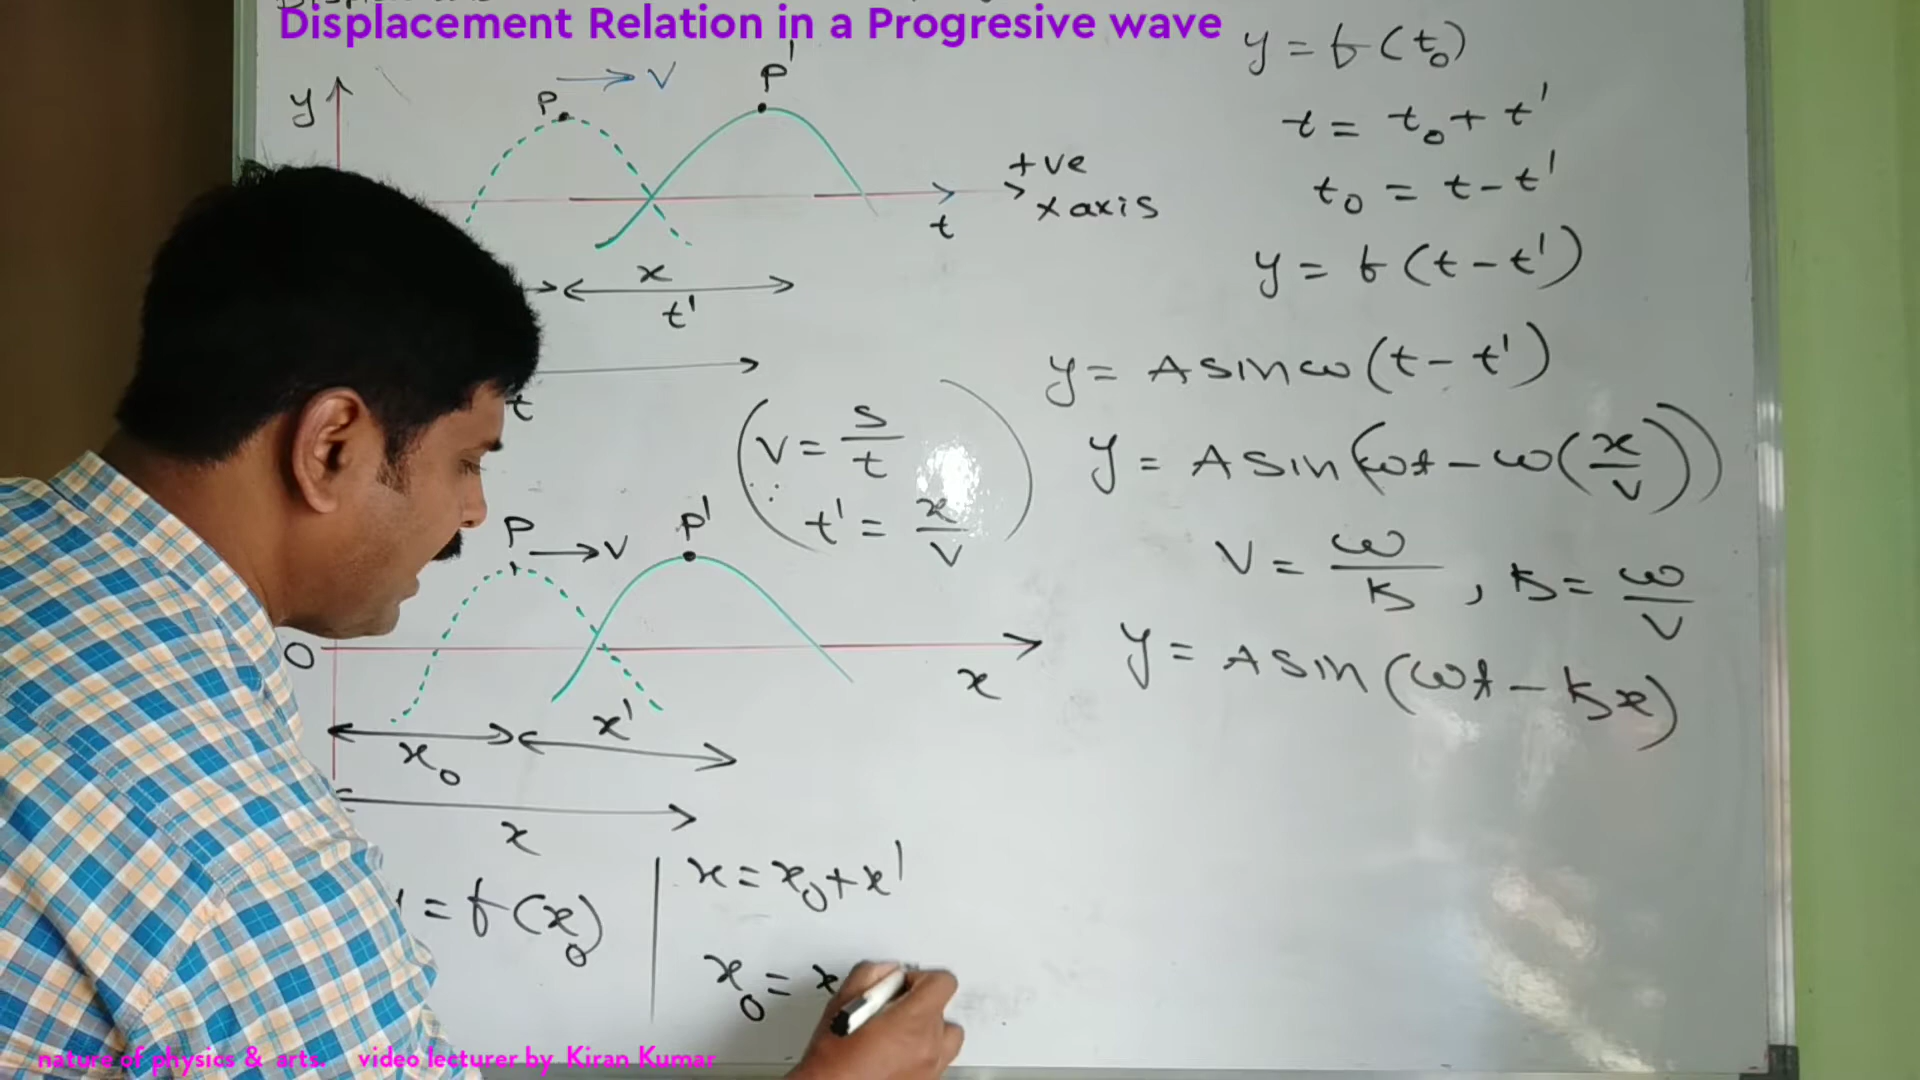 Displacement Relation in a Progresive wave
y
P
→ V
P'
+ve
x axis
t
x
t'
t
(V = s/t
∴ t' = x/V)
P
→ V
P'
O
x
x₀
x'
x
= f(x₀)
x = x₀ + x'
x₀ = x
y = f(t₀)
t = t₀ + t'
t₀ = t - t'
y = f(t - t')
y = A sin ω(t - t')
y = A sin(ωt - ω(x/V))
V = ω/k , k = ω/V
y = A sin(ωt - kx)
nature of physics & arts. video lecturer by Kiran Kumar